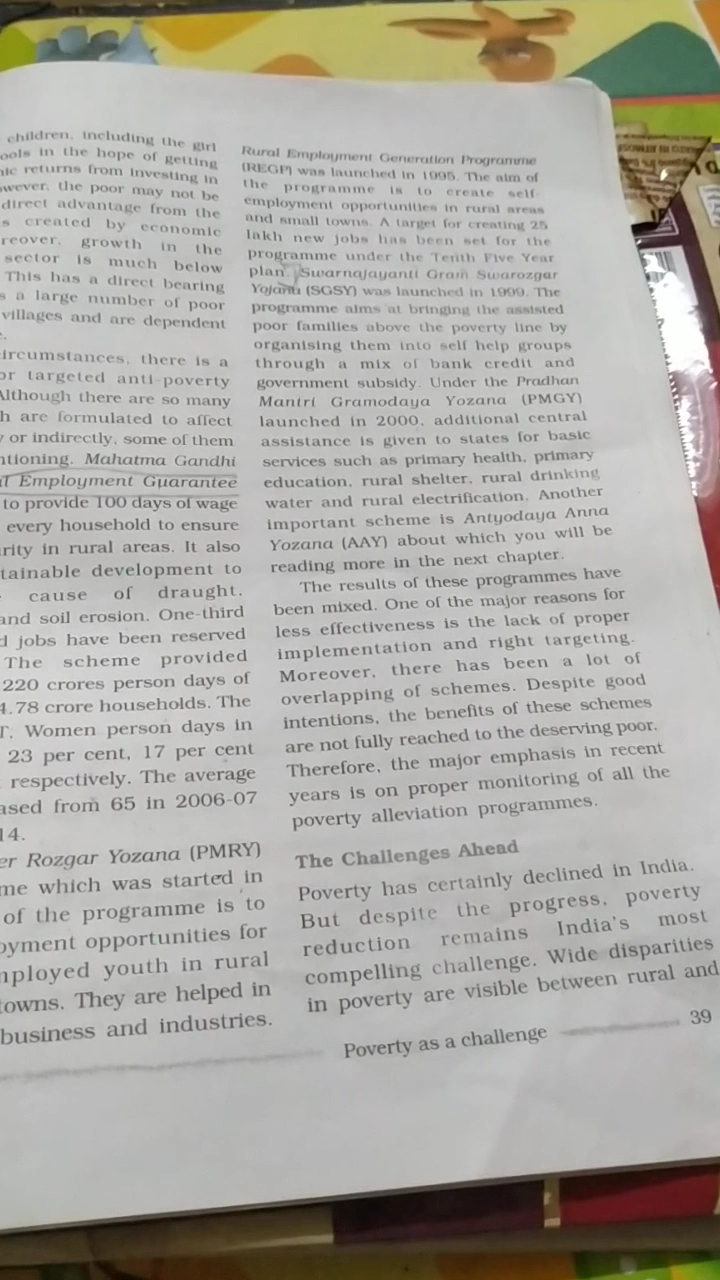 children, including the girl
ools in the hope of getting
ic returns from investing in
owever, the poor may not be
direct advantage from the
s created by economic
reover, growth in the
sector is much below
This has a direct bearing
s a large number of poor
villages and are dependent
ircumstances, there is a
or targeted anti-poverty
Although there are so many
h are formulated to affect
y or indirectly, some of them
ntioning. Mahatma Gandhi
Employment Guarantee
to provide 100 days of wage
every household to ensure
rity in rural areas. It also
tainable development to
cause of draught,
and soil erosion. One-third
d jobs have been reserved
The scheme provided
220 crores person days of
4.78 crore households. The
T, Women person days in
23 per cent, 17 per cent
respectively. The average
ased from 65 in 2006-07
14.
er Rozgar Yozana (PMRY)
me which was started in
of the programme is to
oyment opportunities for
mployed youth in rural
towns. They are helped in
business and industries.
Rural Employment Generation Programme
(REGP) was launched in 1995. The aim of
the programme is to create self-
employment opportunities in rural areas
and small towns. A target for creating 25
lakh new jobs has been set for the
programme under the Tenth Five Year
plan. Swarnajayanti Gram Swarozgar
Yojana (SGSY) was launched in 1999. The
programme aims at bringing the assisted
poor families above the poverty line by
organising them into self help groups
through a mix of bank credit and
government subsidy. Under the Pradhan
Mantri Gramodaya Yozana (PMGY)
launched in 2000, additional central
assistance is given to states for basic
services such as primary health, primary
education, rural shelter, rural drinking
water and rural electrification. Another
important scheme is Antyodaya Anna
Yozana (AAY) about which you will be
reading more in the next chapter.
The results of these programmes have
been mixed. One of the major reasons for
less effectiveness is the lack of proper
implementation and right targeting.
Moreover, there has been a lot of
overlapping of schemes. Despite good
intentions, the benefits of these schemes
are not fully reached to the deserving poor.
Therefore, the major emphasis in recent
years is on proper monitoring of all the
poverty alleviation programmes.
The Challenges Ahead
Poverty has certainly declined in India.
But despite the progress, poverty
reduction remains India's most
compelling challenge. Wide disparities
in poverty are visible between rural and
Poverty as a challenge
39